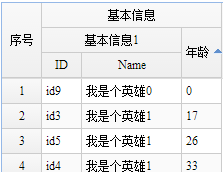 基本信息
序号 基本信息1 年龄
ID Name
1 id9 我是个英雄0 0
2 id3 我是个英雄1 17
3 id5 我是个英雄1 26
4 id4 我是个英雄1 33